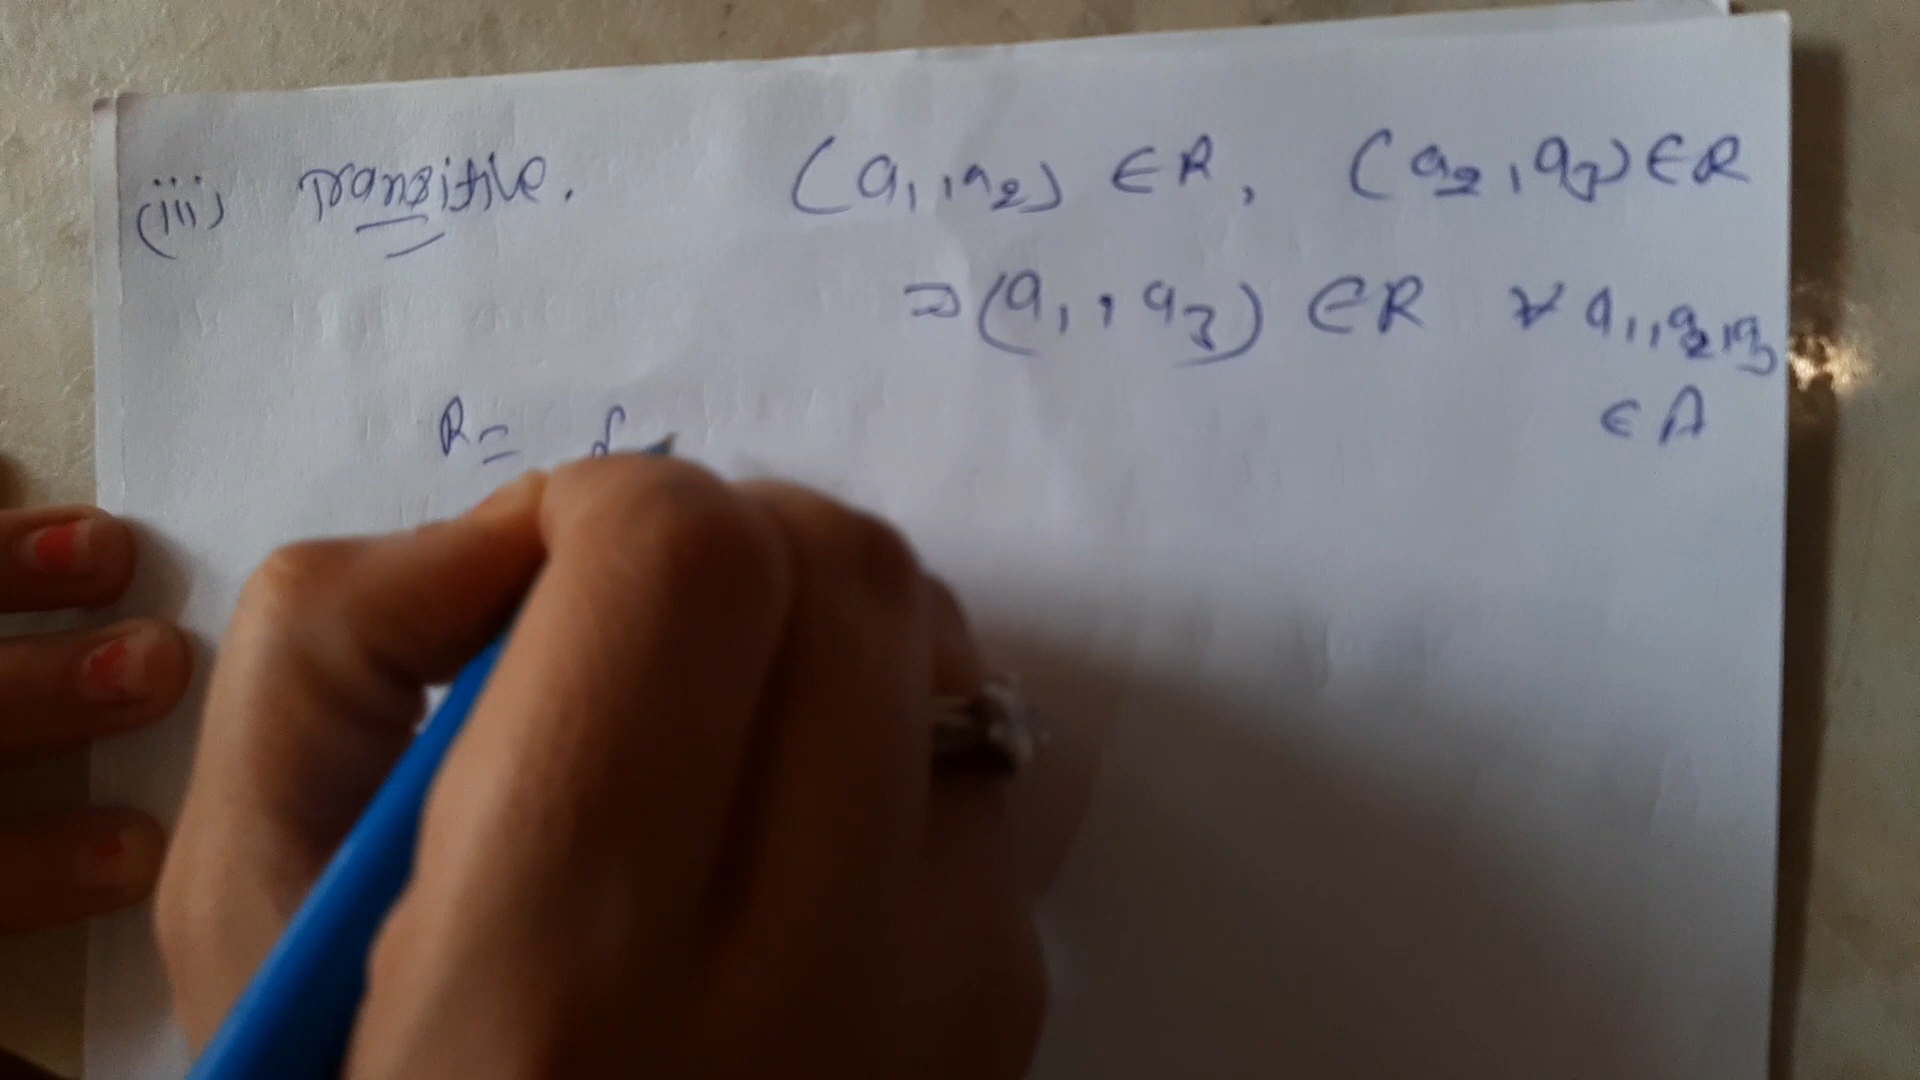 (iii) Transitive. (a₁, a₂) ∈ R, (a₂, a₃) ∈ R
⇒ (a₁, a₃) ∈ R ∀ a₁, a₂, a₃
∈ A
R = {